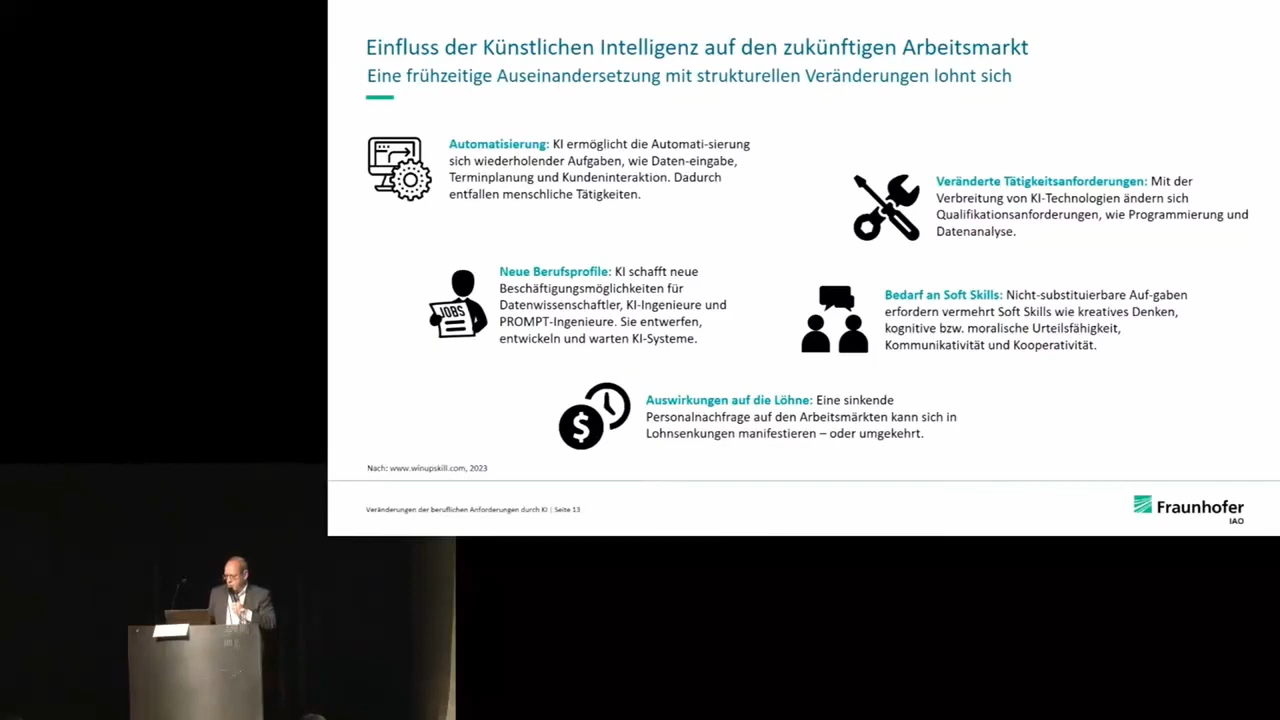 Einfluss der Künstlichen Intelligenz auf den zukünftigen Arbeitsmarkt
Eine frühzeitige Auseinandersetzung mit strukturellen Veränderungen lohnt sich
Automatisierung: KI ermöglicht die Automati-sierung
sich wiederholender Aufgaben, wie Daten-eingabe,
Terminplanung und Kundeninteraktion. Dadurch
entfallen menschliche Tätigkeiten.
Veränderte Tätigkeitsanforderungen: Mit der
Verbreitung von KI-Technologien ändern sich
Qualifikationsanforderungen, wie Programmierung und
Datenanalyse.
JOBS
Neue Berufsprofile: KI schafft neue
Beschäftigungsmöglichkeiten für
Datenwissenschaftler, KI-Ingenieure und
PROMPT-Ingenieure. Sie entwerfen,
entwickeln und warten KI-Systeme.
Bedarf an Soft Skills: Nicht-substituierbare Auf-gaben
erfordern vermehrt Soft Skills wie kreatives Denken,
kognitive bzw. moralische Urteilsfähigkeit,
Kommunikativität und Kooperativität.
$
Auswirkungen auf die Löhne: Eine sinkende
Personalnachfrage auf den Arbeitsmärkten kann sich in
Lohnsenkungen manifestieren – oder umgekehrt.
Nach: www.winupskill.com, 2023
Veränderungen der beruflichen Anforderungen durch KI | Seite 13
Fraunhofer
IAO